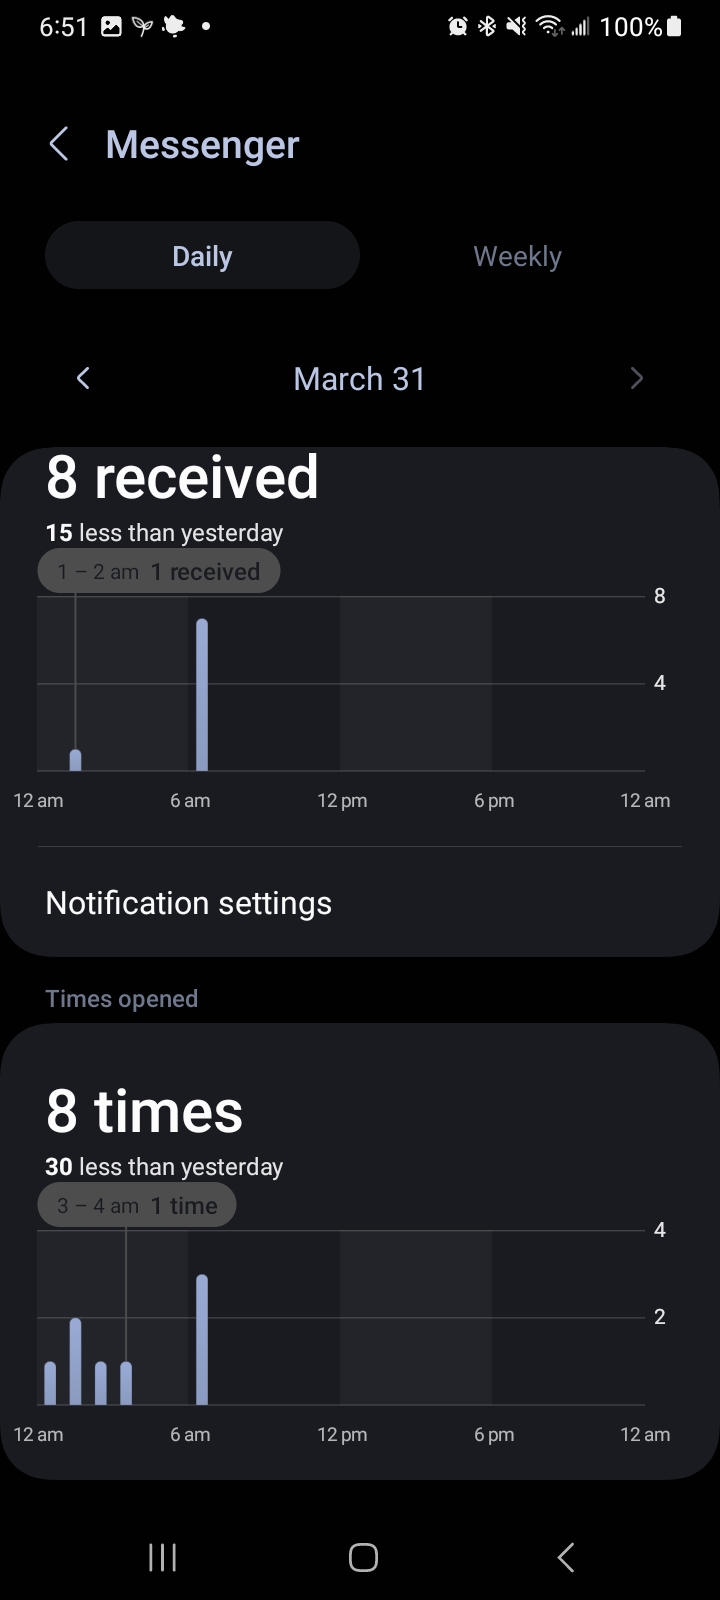 6:51 100%
Messenger
Daily Weekly
March 31
8 received
15 less than yesterday
1 – 2 am 1 received
8
4
12 am 6 am 12 pm 6 pm 12 am
Notification settings
Times opened
8 times
30 less than yesterday
3 – 4 am 1 time
4
2
12 am 6 am 12 pm 6 pm 12 am